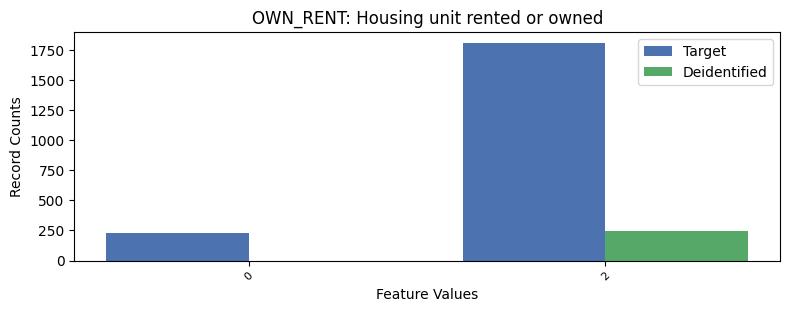 OWN_RENT: Housing unit rented or owned
Target
Deidentified
Record Counts
1750
1500
1250
1000
750
500
250
0
0
2
Feature Values